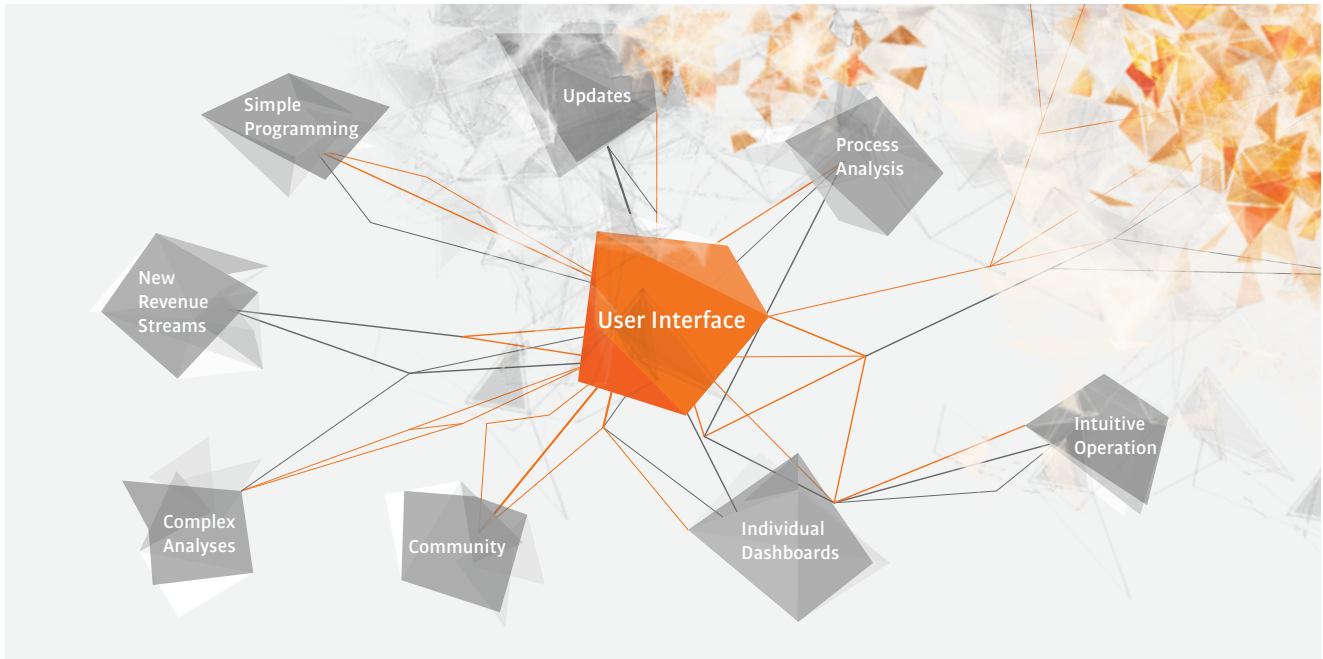 Simple
Programming
Updates
Process
Analysis
New
Revenue
Streams
User Interface
Intuitive
Operation
Complex
Analyses
Community
Individual
Dashboards